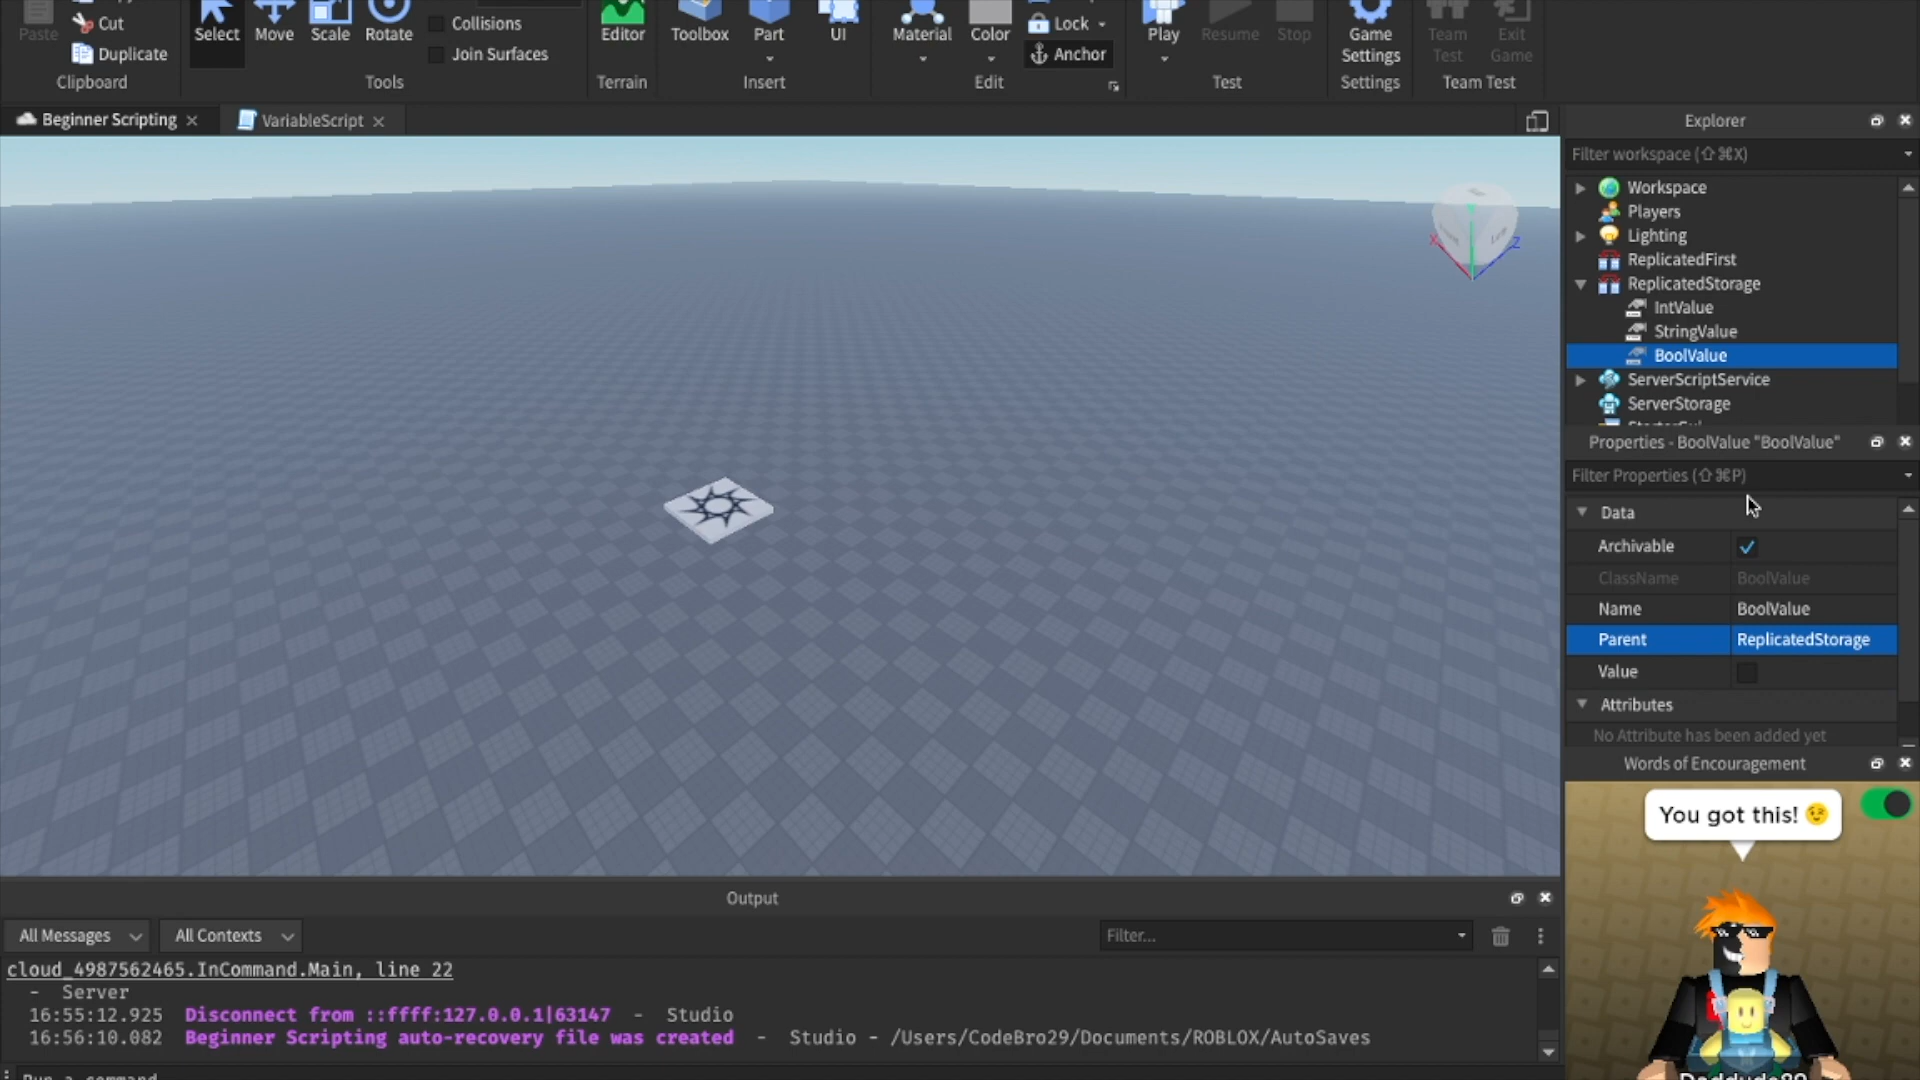 Paste
Cut
Duplicate
Clipboard
Select
Move
Scale
Rotate
Collisions
Join Surfaces
Tools
Editor
Terrain
Toolbox
Part
UI
Insert
Material
Color
Lock
Anchor
Edit
Play
Resume
Stop
Test
Game
Settings
Settings
Team
Test
Exit
Game
Team Test
Beginner Scripting
VariableScript
Explorer
Filter workspace (⇧⌘X)
Workspace
Players
Lighting
ReplicatedFirst
ReplicatedStorage
IntValue
StringValue
BoolValue
ServerScriptService
ServerStorage
Properties - BoolValue "BoolValue"
Filter Properties (⇧⌘P)
Data
Archivable
ClassName BoolValue
Name BoolValue
Parent ReplicatedStorage
Value
Attributes
No Attribute has been added yet
Words of Encouragement
You got this! 😉
X
Z
Output
All Messages
All Contexts
Filter...
cloud_4987562465.InCommand.Main, line 22
- Server
16:55:12.925 Disconnect from ::ffff:127.0.0.1|63147 - Studio
16:56:10.082 Beginner Scripting auto-recovery file was created - Studio - /Users/CodeBro29/Documents/ROBLOX/AutoSaves
Run a command